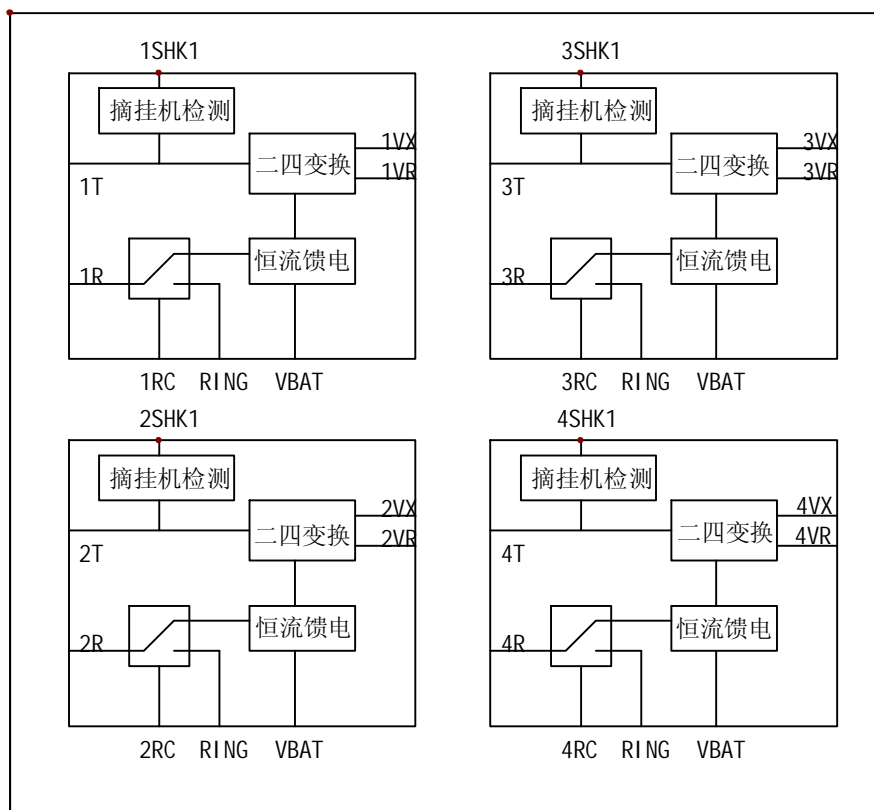 1SHK1
摘挂机检测
二四变换
1VX
1VR
1T
恒流馈电
1R
1RC RING VBAT
3SHK1
摘挂机检测
二四变换
3VX
3VR
3T
恒流馈电
3R
3RC RING VBAT
2SHK1
摘挂机检测
二四变换
2VX
2VR
2T
恒流馈电
2R
2RC RING VBAT
4SHK1
摘挂机检测
二四变换
4VX
4VR
4T
恒流馈电
4R
4RC RING VBAT